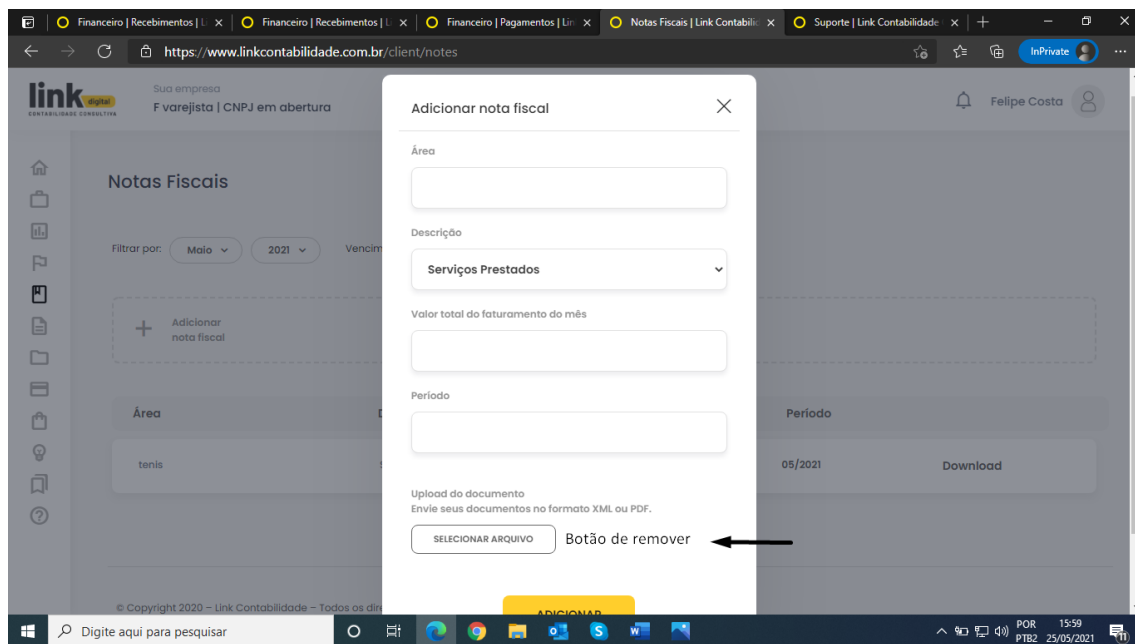 Financeiro | Recebimentos | Li
Financeiro | Recebimentos | L
Financeiro | Pagamentos | Lin
Notas Fiscais | Link Contabilid
Suporte | Link Contabilidade
https://www.linkcontabilidade.com.br/client/notes
InPrivate
link digital
CONTABILIDADE CONSULTIVA
Sua empresa
F varejista | CNPJ em abertura
Felipe Costa
Notas Fiscais
Filtrar por:
Maio
2021
Vencim
Adicionar
nota fiscal
Área
D
Período
tenis
S
05/2021
Download
© Copyright 2020 – Link Contabilidade – Todos os dire
Adicionar nota fiscal
Área
Descrição
Serviços Prestados
Valor total do faturamento do mês
Período
Upload do documento
Envie seus documentos no formato XML ou PDF.
SELECIONAR ARQUIVO
Botão de remover
ADICIONAR
Digite aqui para pesquisar
POR
PTB2
15:59
25/05/2021